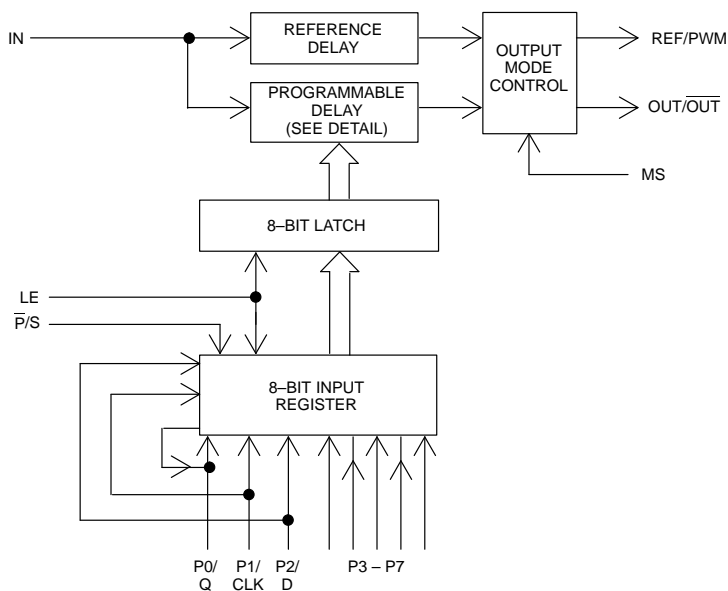 IN
REFERENCE
DELAY
PROGRAMMABLE
DELAY
(SEE DETAIL)
OUTPUT
MODE
CONTROL
REF/PWM
OUT/O̅U̅T̅
MS
8–BIT LATCH
LE
P̅/S
8–BIT INPUT
REGISTER
P0/
Q
P1/
CLK
P2/
D
P3 – P7